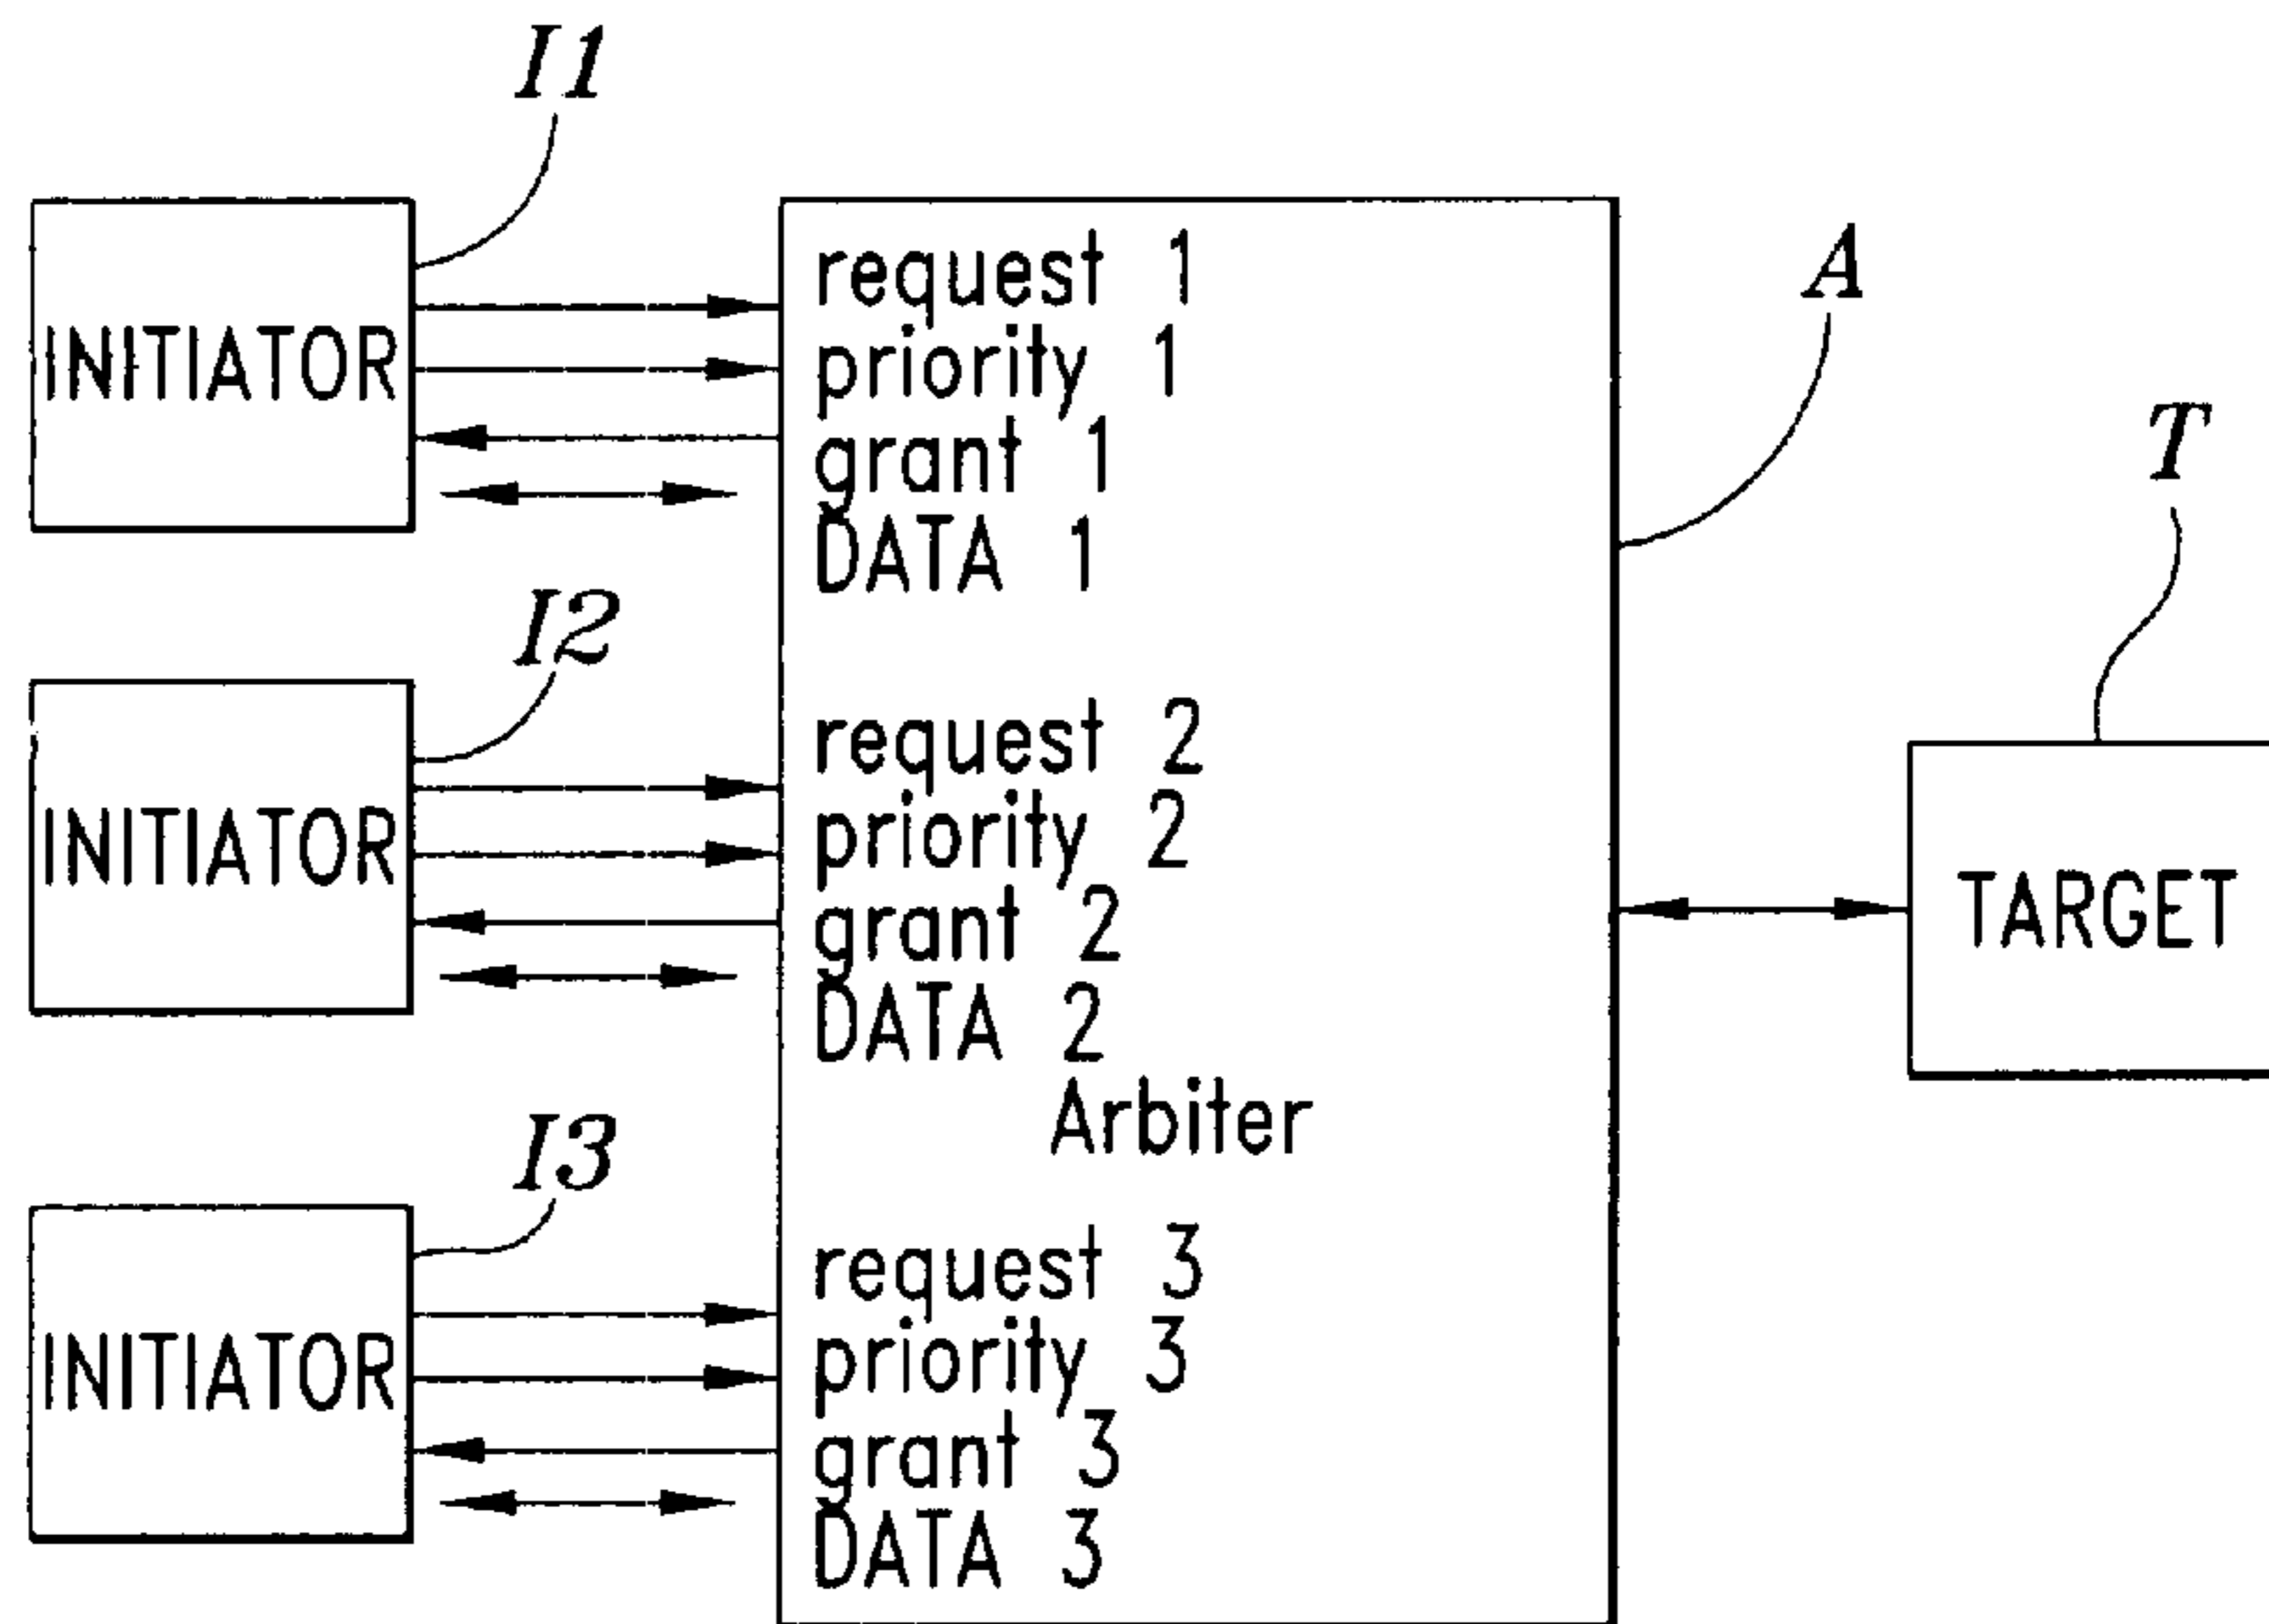 I1
INITIATOR
request 1
priority 1
grant 1
DATA 1
A
T
I2
INITIATOR
request 2
priority 2
grant 2
DATA 2
TARGET
Arbiter
I3
INITIATOR
request 3
priority 3
grant 3
DATA 3